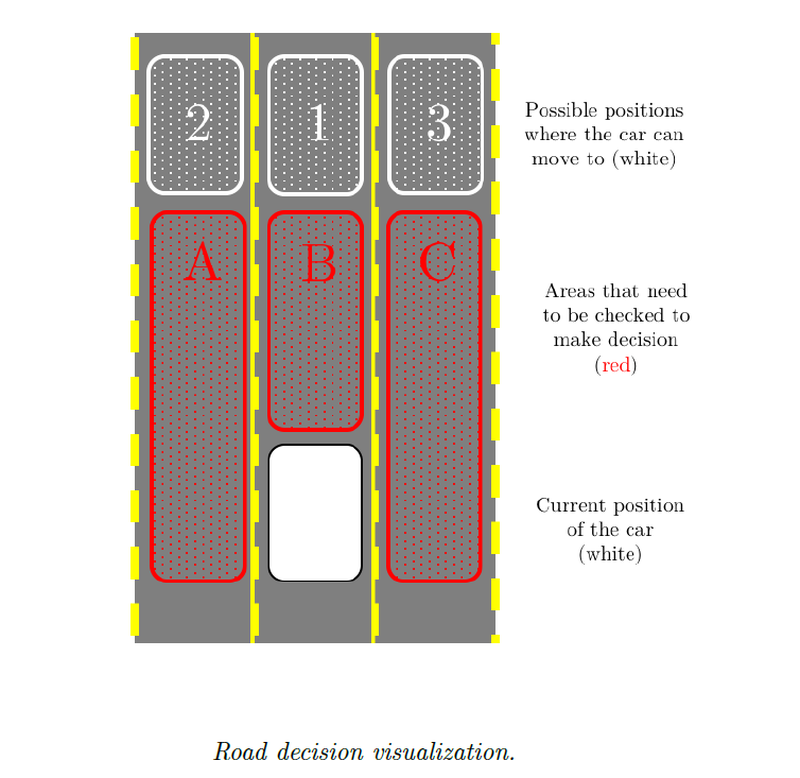 2 1 3
Possible positions
where the car can
move to (white)
A B C
Areas that need
to be checked to
make decision
(red)
Current position
of the car
(white)
Road decision visualization.